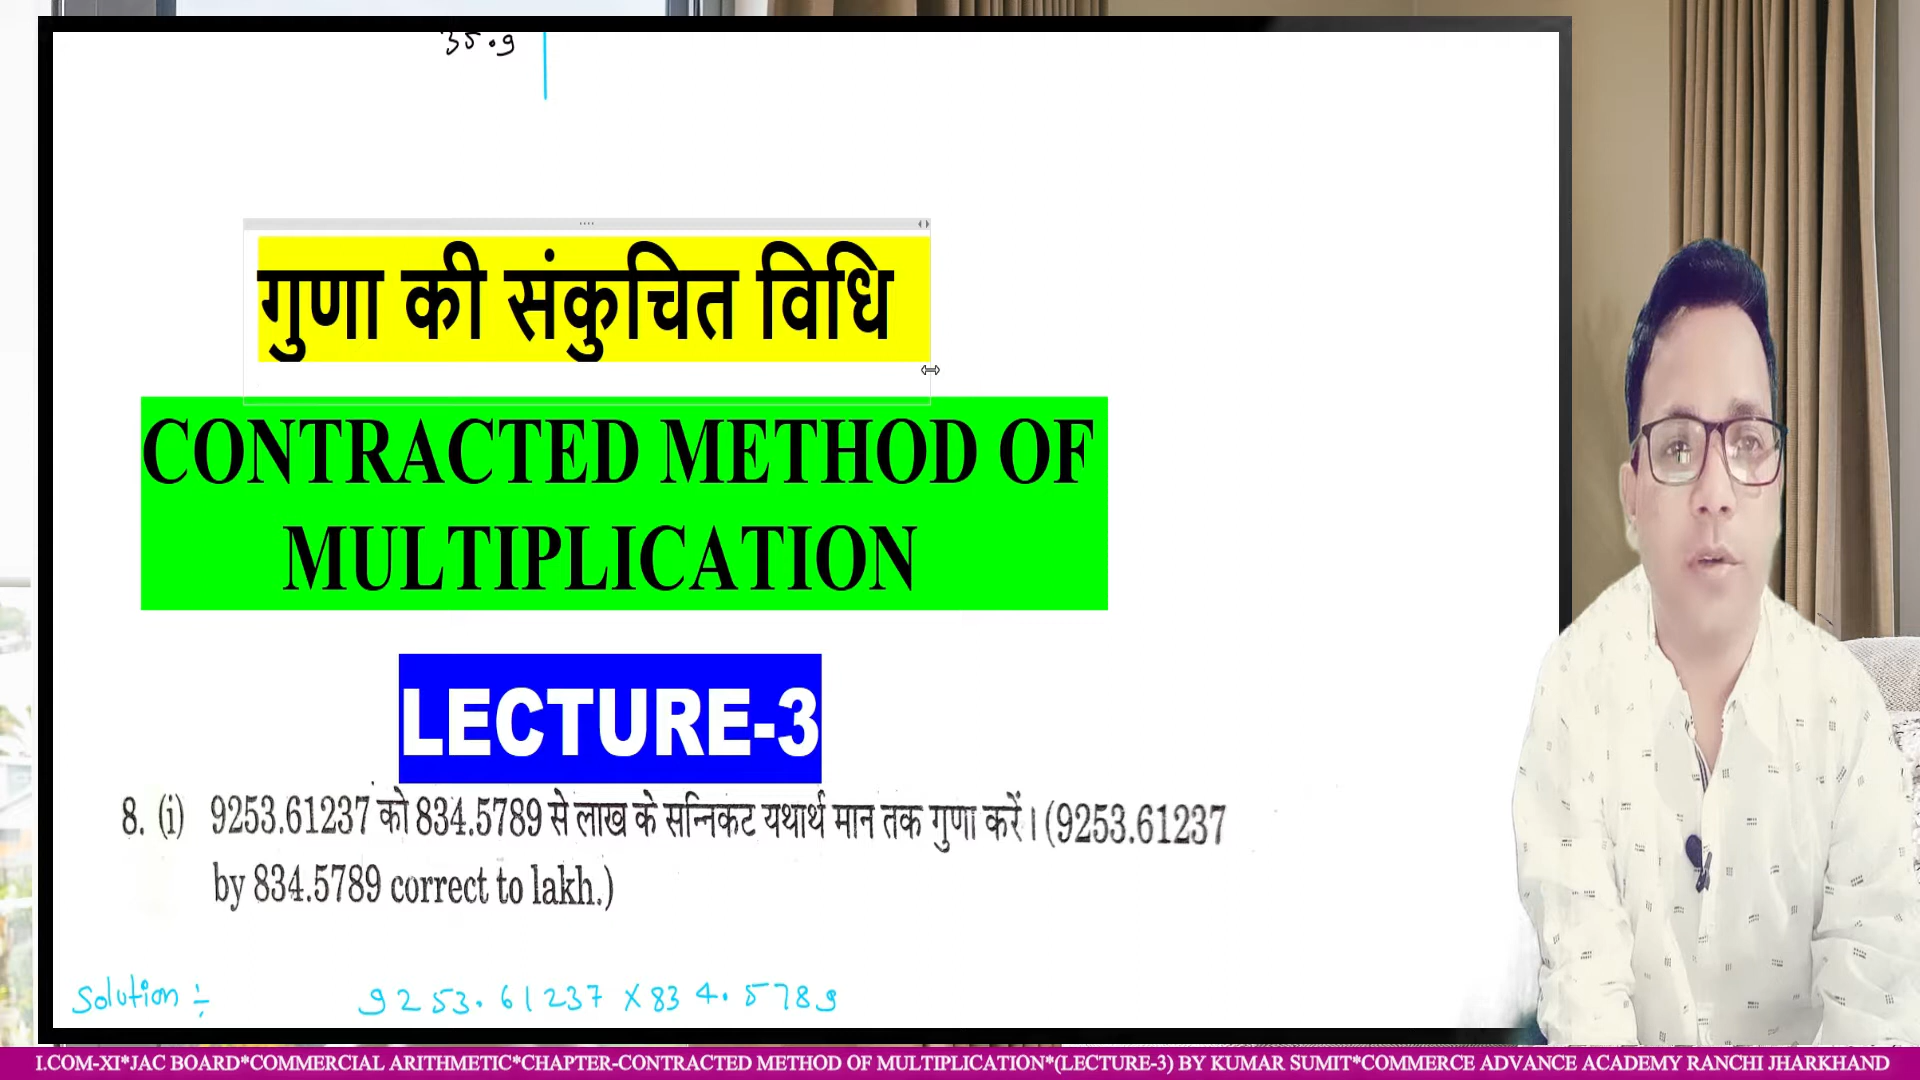 35.9
गुणा की संकुचित विधि
CONTRACTED METHOD OF
MULTIPLICATION
LECTURE-3
8. (i) 9253.61237 को 834.5789 से लाख के सन्निकट यथार्थ मान तक गुणा करें। (9253.61237
by 834.5789 correct to lakh.)
Solution :- 9253.61237 x 834.5789
I.COM-XI*JAC BOARD*COMMERCIAL ARITHMETIC*CHAPTER-CONTRACTED METHOD OF MULTIPLICATION*(LECTURE-3) BY KUMAR SUMIT*COMMERCE ADVANCE ACADEMY RANCHI JHARKHAND